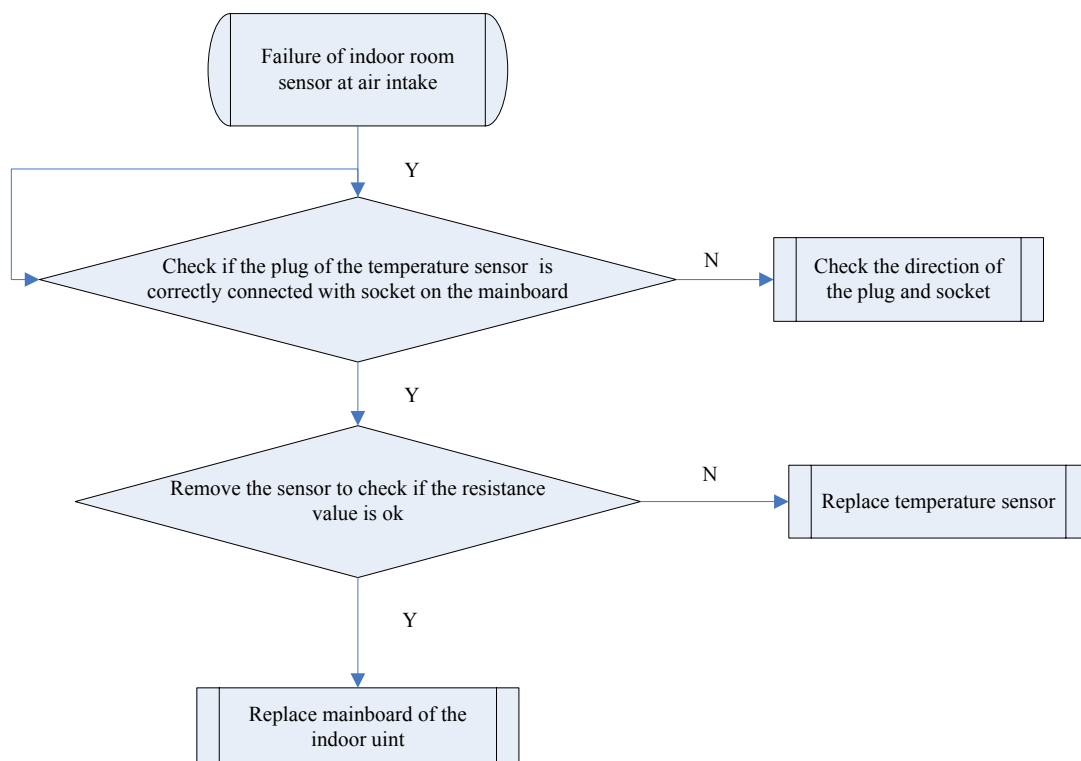 Failure of indoor room
sensor at air intake
Y
Check if the plug of the temperature sensor is
correctly connected with socket on the mainboard
N
Check the direction of
the plug and socket
Y
Remove the sensor to check if the resistance
value is ok
N
Replace temperature sensor
Y
Replace mainboard of the
indoor uint